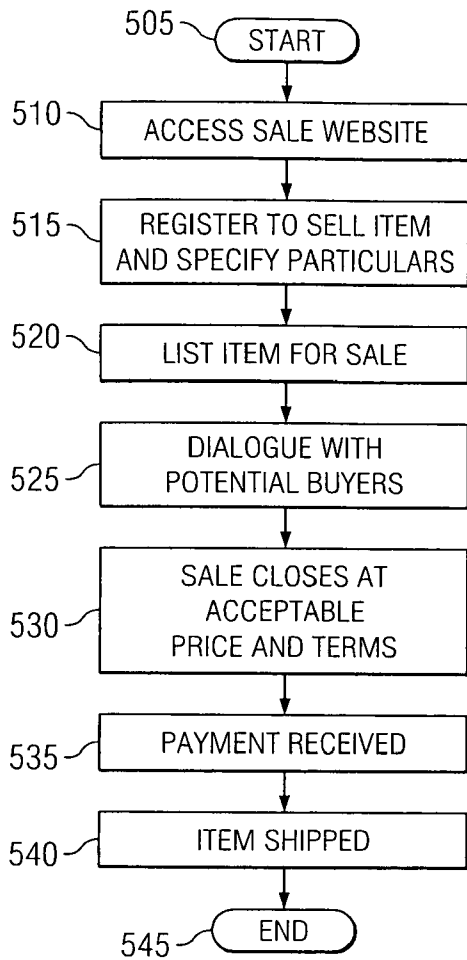 505
START
510
ACCESS SALE WEBSITE
515
REGISTER TO SELL ITEM
AND SPECIFY PARTICULARS
520
LIST ITEM FOR SALE
525
DIALOGUE WITH
POTENTIAL BUYERS
530
SALE CLOSES AT
ACCEPTABLE
PRICE AND TERMS
535
PAYMENT RECEIVED
540
ITEM SHIPPED
545
END